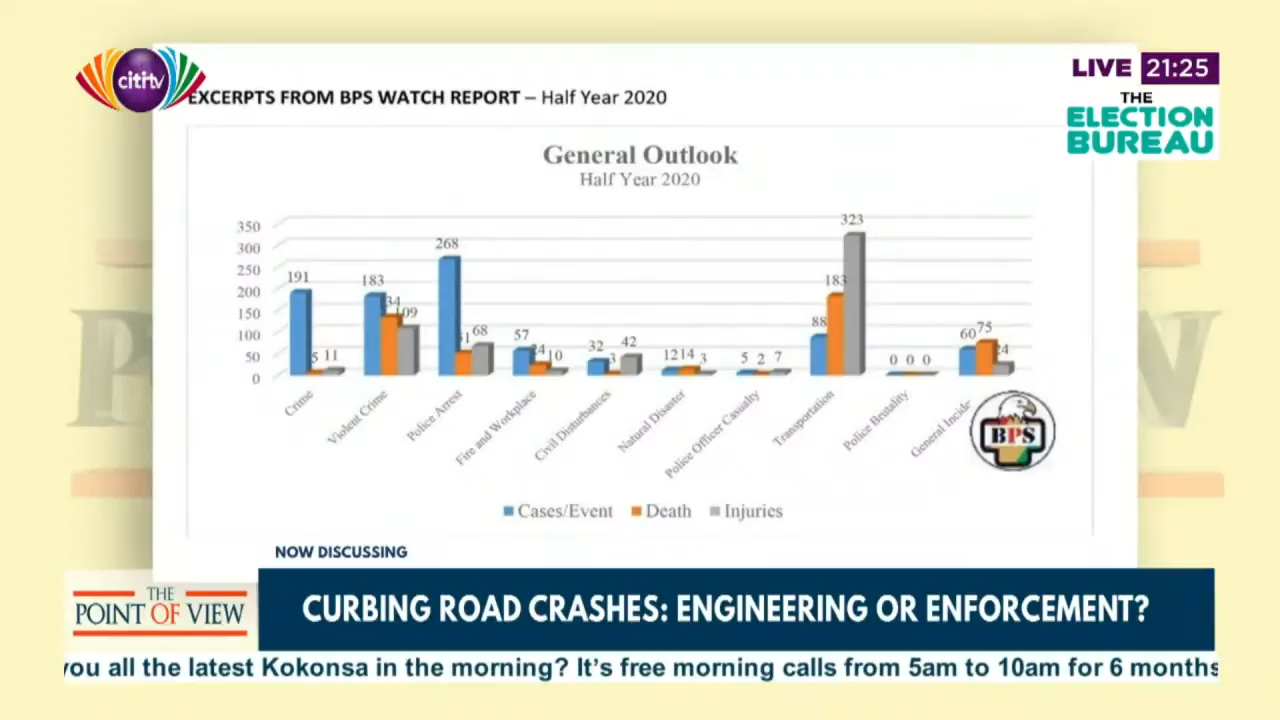 cititv
LIVE 21:25
THE
ELECTION
BUREAU
EXCERPTS FROM BPS WATCH REPORT – Half Year 2020
General Outlook
Half Year 2020
350
300
250
200
150
100
50
0
191
5
11
183
34
109
268
51
68
57
24
10
32
3
42
12
14
3
5
2
7
88
183
323
0
0
0
60
75
24
Crime
Violent Crime
Police Arrest
Fire and Workplace
Civil Disturbances
Natural Disaster
Police Officer Casualty
Transportation
Police Brutality
General Incide
BPS
Cases/Event Death Injuries
NOW DISCUSSING
THE
POINT OF VIEW
CURBING ROAD CRASHES: ENGINEERING OR ENFORCEMENT?
you all the latest Kokonsa in the morning? It's free morning calls from 5am to 10am for 6 months